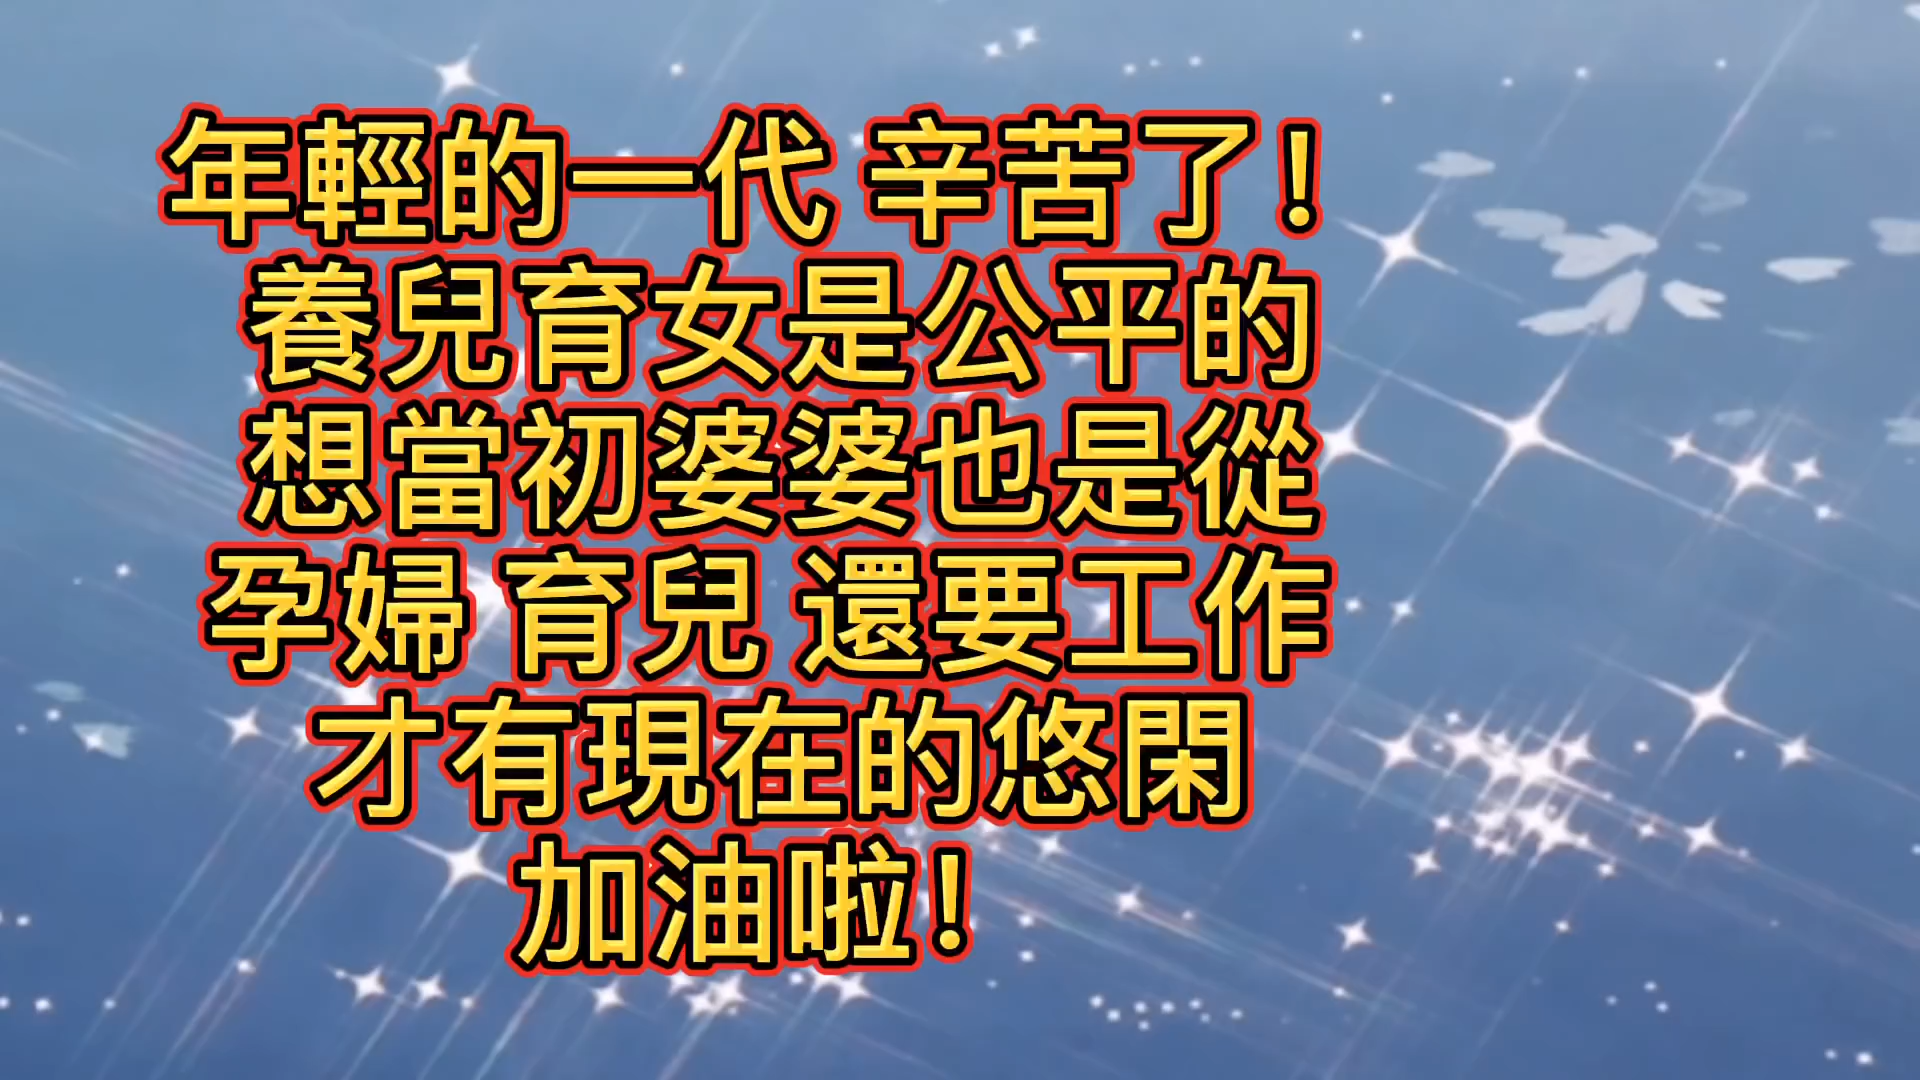 年輕的一代 辛苦了!
養兒育女是公平的
想當初婆婆也是從
孕婦 育兒 還要工作
才有現在的悠閑
加油啦!